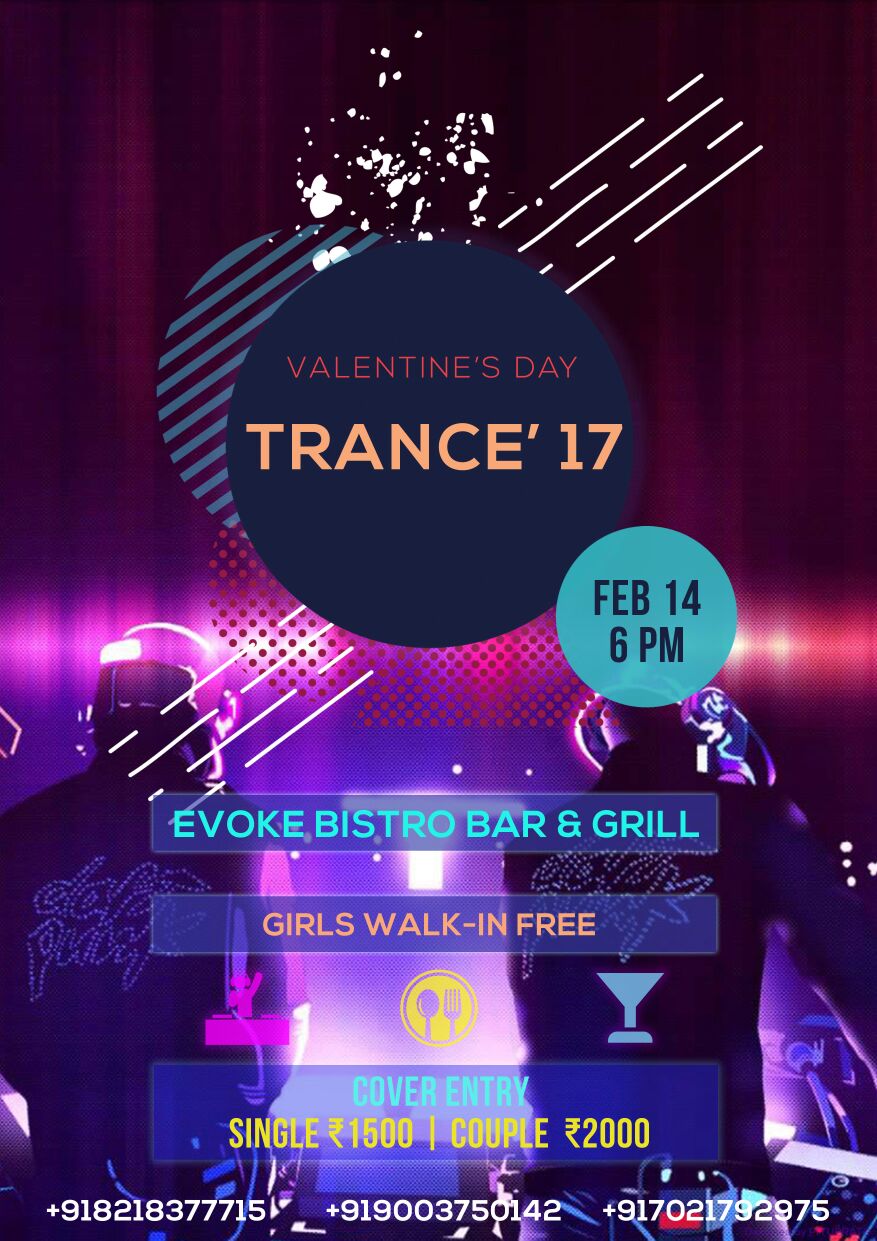 VALENTINE'S DAY
TRANCE' 17
FEB 14
6 PM
EVOKE BISTRO BAR & GRILL
GIRLS WALK-IN FREE
COVER ENTRY
SINGLE ₹1500 | COUPLE ₹2000
+918218377715 +919003750142 +917021792975